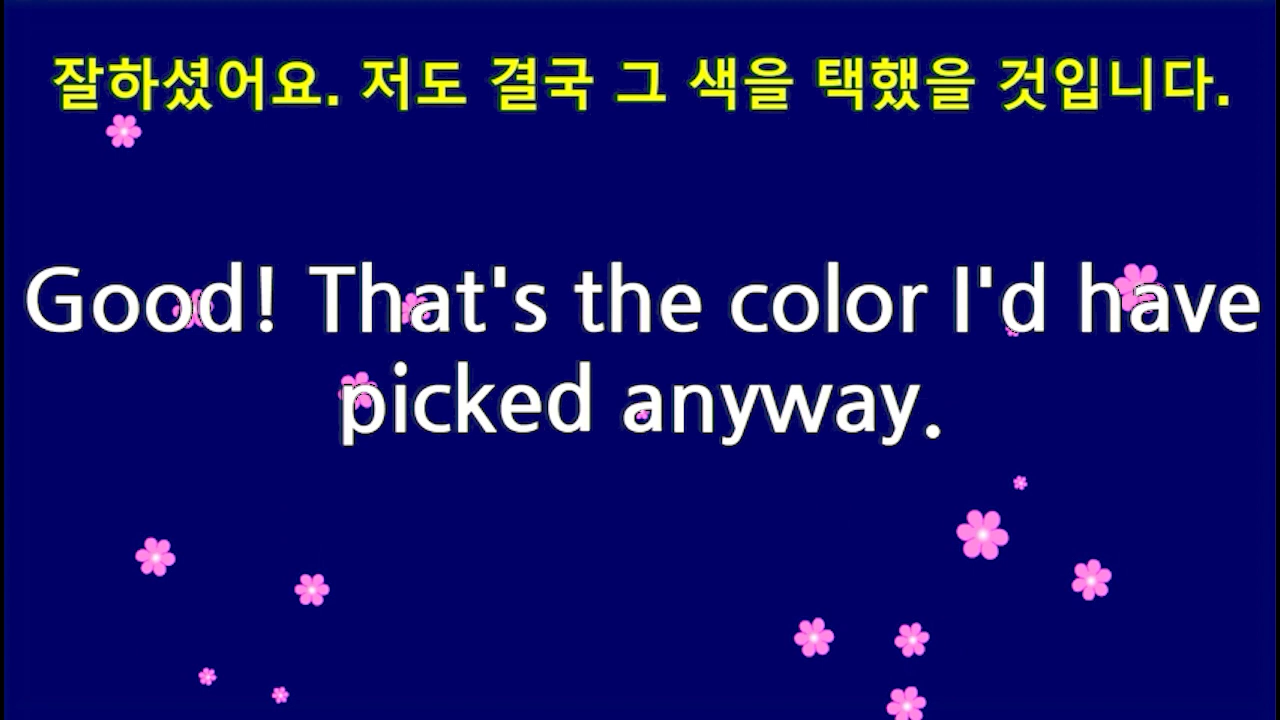 잘하셨어요. 저도 결국 그 색을 택했을 것입니다.
Good! That's the color I'd have
picked anyway.